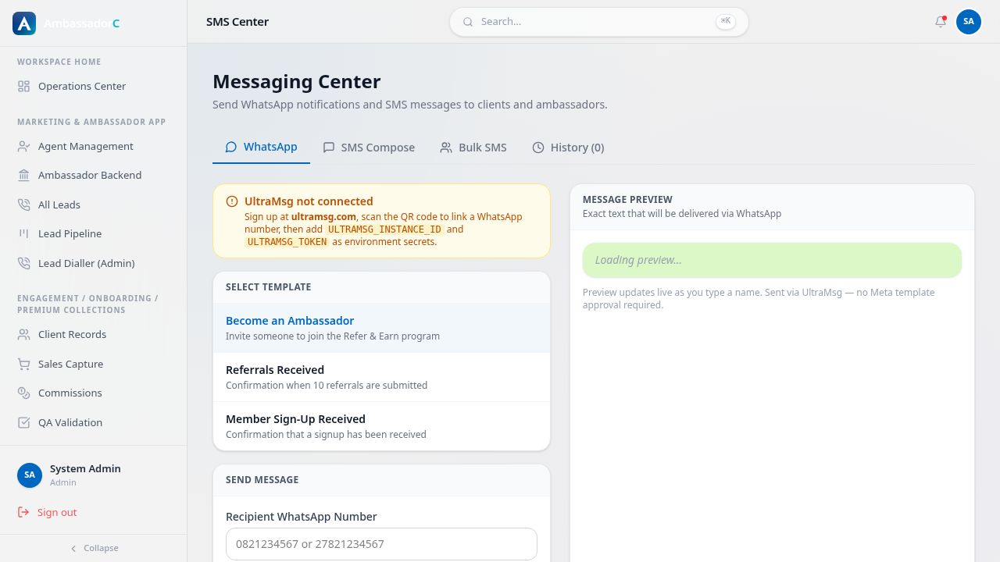 AmbassadorC
WORKSPACE HOME
Operations Center
MARKETING & AMBASSADOR APP
Agent Management
Ambassador Backend
All Leads
Lead Pipeline
Lead Dialler (Admin)
ENGAGEMENT / ONBOARDING /
PREMIUM COLLECTIONS
Client Records
Sales Capture
Commissions
QA Validation
SA
System Admin
Admin
Sign out
Collapse
SMS Center
Search...
⌘K
SA
Messaging Center
Send WhatsApp notifications and SMS messages to clients and ambassadors.
WhatsApp
SMS Compose
Bulk SMS
History (0)
UltraMsg not connected
Sign up at ultramsg.com, scan the QR code to link a WhatsApp
number, then add ULTRAMSG_INSTANCE_ID and
ULTRAMSG_TOKEN as environment secrets.
SELECT TEMPLATE
Become an Ambassador
Invite someone to join the Refer & Earn program
Referrals Received
Confirmation when 10 referrals are submitted
Member Sign-Up Received
Confirmation that a signup has been received
SEND MESSAGE
Recipient WhatsApp Number
0821234567 or 27821234567
MESSAGE PREVIEW
Exact text that will be delivered via WhatsApp
Loading preview...
Preview updates live as you type a name. Sent via UltraMsg — no Meta template
approval required.